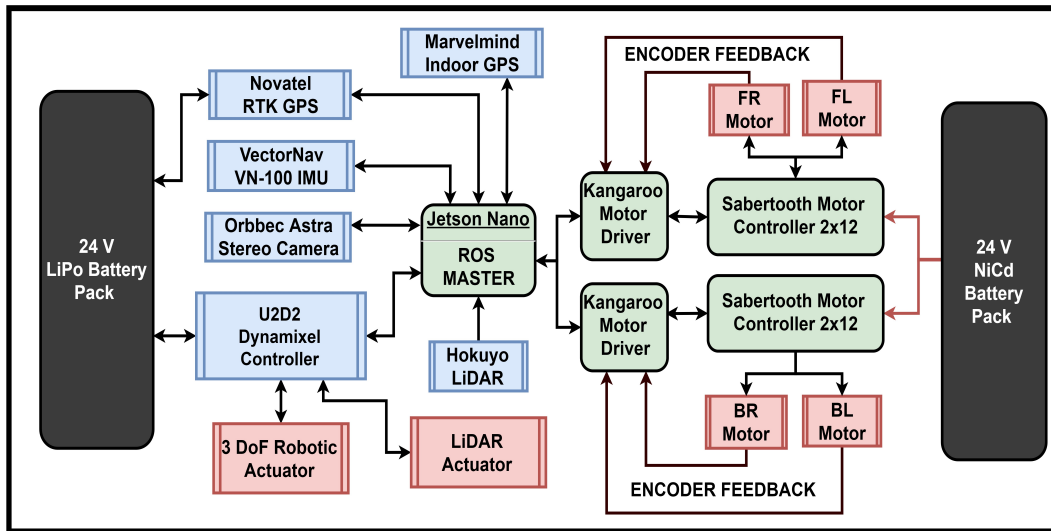 Marvelmind
Indoor GPS
Novatel
RTK GPS
VectorNav
VN-100 IMU
Orbbec Astra
Stereo Camera
24 V
LiPo Battery
Pack
U2D2
Dynamixel
Controller
3 DoF Robotic
Actuator
LiDAR
Actuator
Jetson Nano
ROS
MASTER
Hokuyo
LiDAR
ENCODER FEEDBACK
FR
Motor
FL
Motor
Kangaroo
Motor
Driver
Sabertooth Motor
Controller 2x12
Kangaroo
Motor
Driver
Sabertooth Motor
Controller 2x12
BR
Motor
BL
Motor
ENCODER FEEDBACK
24 V
NiCd
Battery
Pack